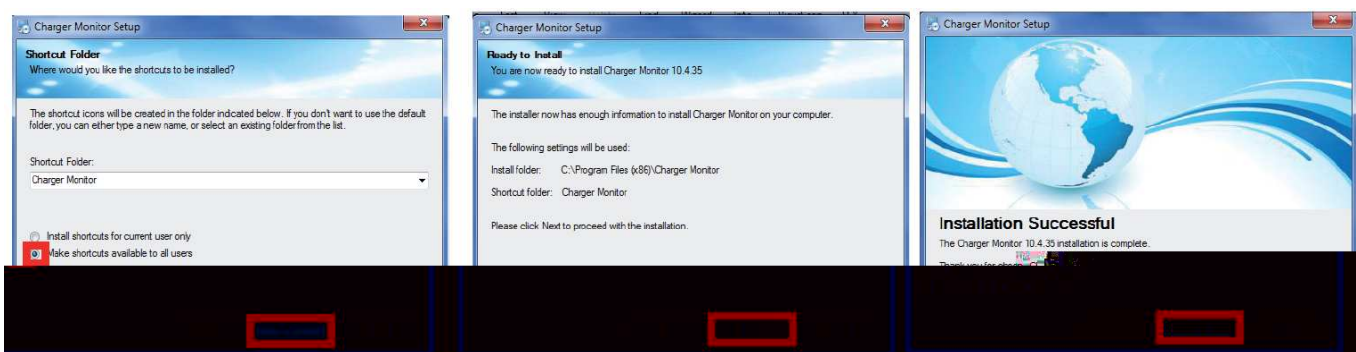 Charger Monitor Setup
Shortcut Folder
Where would you like the shortcuts to be installed?
The shortcut icons will be created in the folder indicated below. If you don't want to use the default
folder, you can either type a new name, or select an existing folder from the list.
Shortcut Folder:
Charger Monitor
Install shortcuts for current user only
Make shortcuts available to all users
Charger Monitor Setup
Ready to Install
You are now ready to install Charger Monitor 10.4.35
The installer now has enough information to install Charger Monitor on your computer.
The following settings will be used:
Install folder: C:\Program Files (x86)\Charger Monitor
Shortcut folder: Charger Monitor
Please click Next to proceed with the installation.
Charger Monitor Setup
Installation Successful
The Charger Monitor 10.4.35 installation is complete.